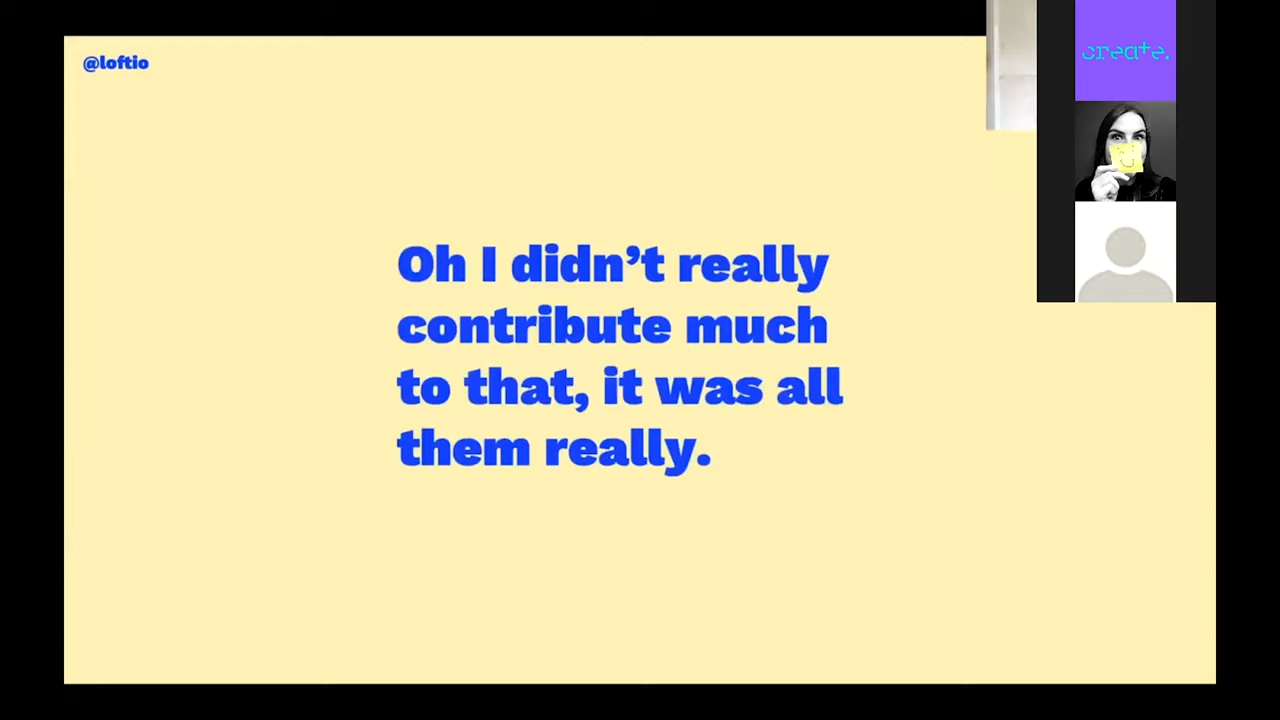 @loftio
create.
Oh I didn’t really
contribute much
to that, it was all
them really.